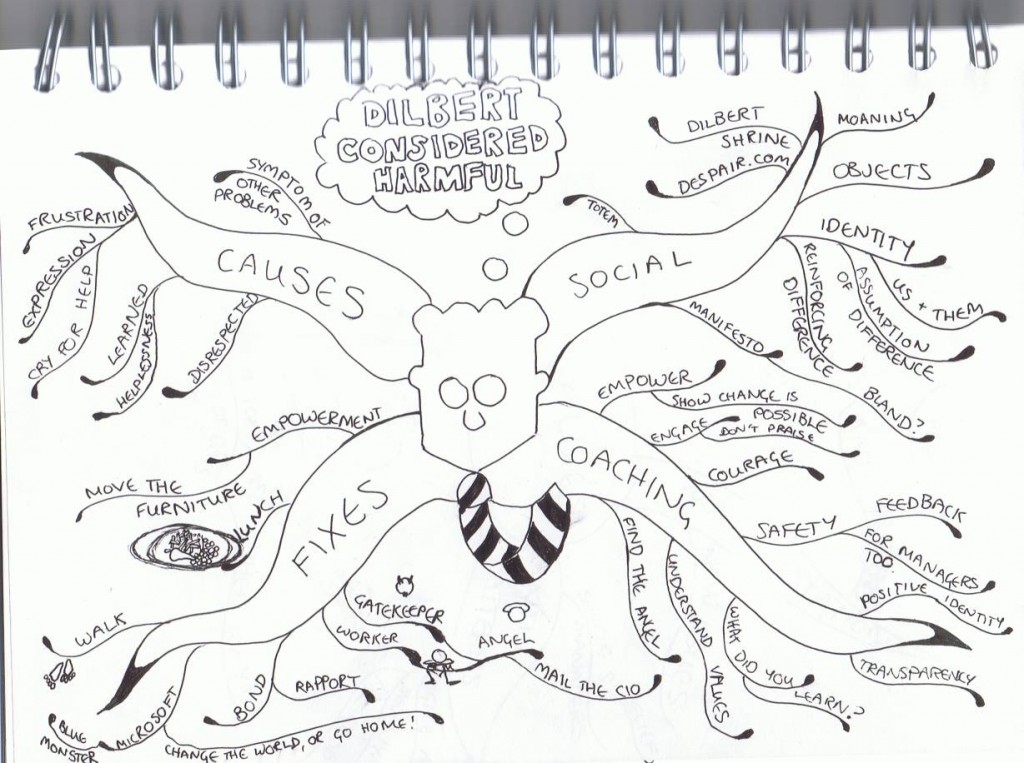 DILBERT
CONSIDERED
HARMFUL
CAUSES
SYMPTOM OF
OTHER
PROBLEMS
FRUSTRATION
EXPRESSION
CRY FOR HELP
LEARNED
HELPLESSNESS
DISRESPECTED
SOCIAL
TOTEM
DILBERT
SHRINE
DESPAIR.COM
MOANING
OBJECTS
IDENTITY
US + THEM
ASSUMPTION
OF
DIFFERENCE
REINFORCING
DIFFERENCE
MANIFESTO
BLAND?
FIXES
EMPOWERMENT
MOVE THE
FURNITURE
LUNCH
WALK
BLUE
MONSTER
MICROSOFT
CHANGE THE WORLD, OR GO HOME!
BOND
RAPPORT
GATEKEEPER
WORKER
ANGEL
MAIL THE CIO
COACHING
EMPOWER
SHOW CHANGE IS
POSSIBLE
ENGAGE
DON'T PRAISE
COURAGE
SAFETY
FEEDBACK
FOR MANAGERS
TOO.
POSITIVE IDENTITY
TRANSPARENCY
WHAT DID YOU
LEARN?
UNDERSTAND VALUES
FIND THE ANGEL